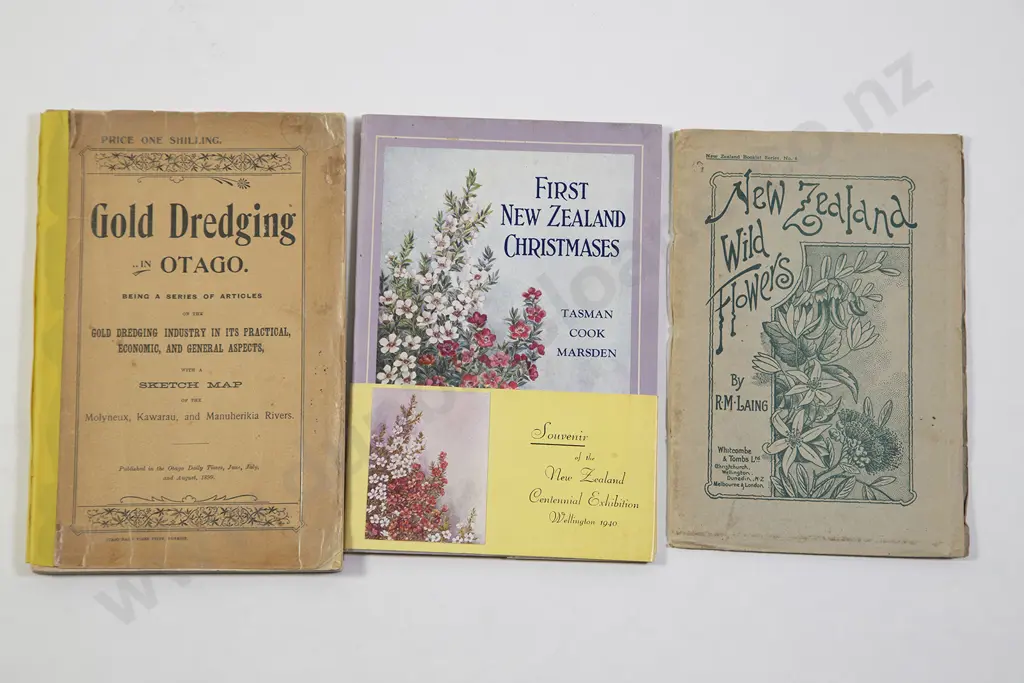 PRICE ONE SHILLING.
Gold Dredging
..IN OTAGO.
BEING A SERIES OF ARTICLES
ON THE
GOLD DREDGING INDUSTRY IN ITS PRACTICAL,
ECONOMIC, AND GENERAL ASPECTS,
WITH A
SKETCH MAP
OF THE
Molyneux, Kawarau, and Manuherikia Rivers.
Published in the Otago Daily Times, June, July,
and August,
FIRST
NEW ZEALAND
CHRISTMASES
TASMAN
COOK
MARSDEN
Souvenir
of the
New Zealand
Centennial Exhibition
Wellington 1940
New Zealand Booklet Series, No.
New Zealand
Wild
Flowers
By
R.M. LAING
Whitcombe
& Tombs Ltd
Christchurch,
Wellington,
Dunedin, N.Z.
Melbourne & London.
www.
.nz